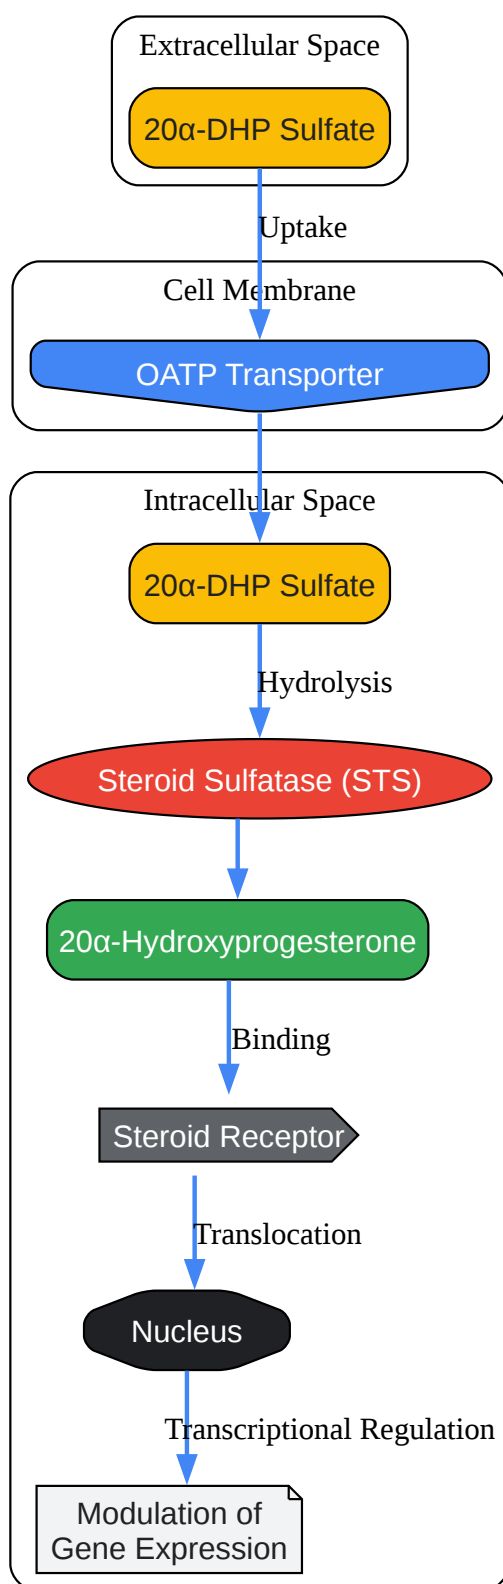 Extracellular Space
20α-DHP Sulfate
Uptake
Cell Membrane
OATP Transporter
Intracellular Space
20α-DHP Sulfate
Hydrolysis
Steroid Sulfatase (STS)
20α-Hydroxyprogesterone
Binding
Steroid Receptor
Translocation
Nucleus
Transcriptional Regulation
Modulation of
Gene Expression